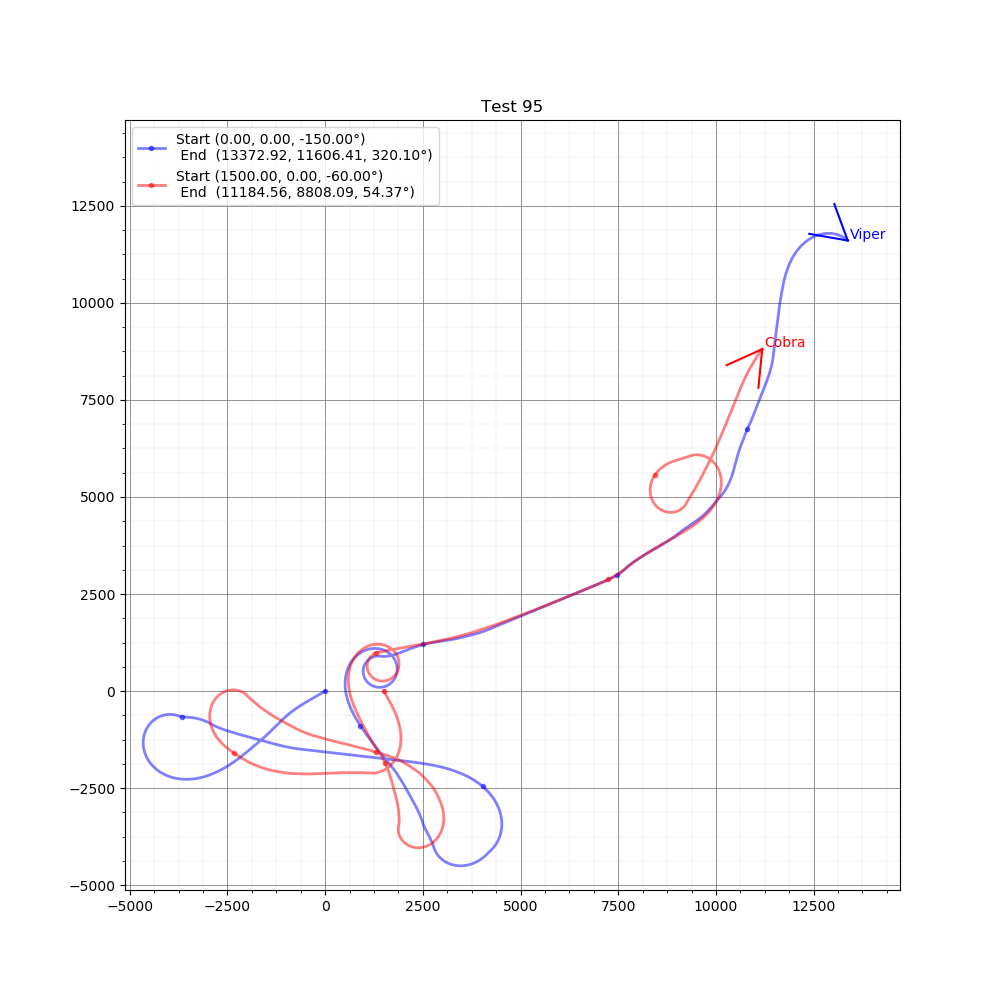 Test 95
Start (0.00, 0.00, -150.00°)
End (13372.92, 11606.41, 320.10°)
Start (1500.00, 0.00, -60.00°)
End (11184.56, 8808.09, 54.37°)
12500
10000
7500
5000
2500
0
−2500
−5000
Viper
Cobra
−5000 −2500 0 2500 5000 7500 10000 12500